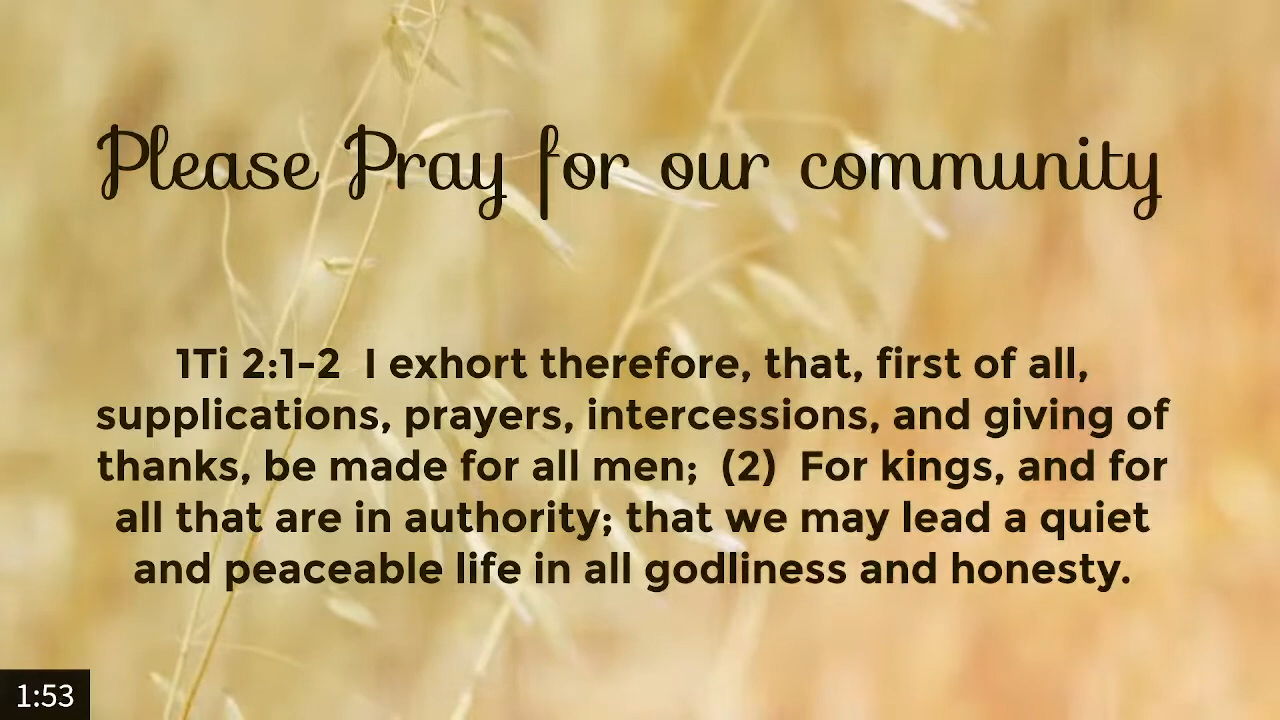 Please Pray for our community
1Ti 2:1-2  I exhort therefore, that, first of all,
supplications, prayers, intercessions, and giving of
thanks, be made for all men;  (2)  For kings, and for
all that are in authority; that we may lead a quiet
and peaceable life in all godliness and honesty.
1:53